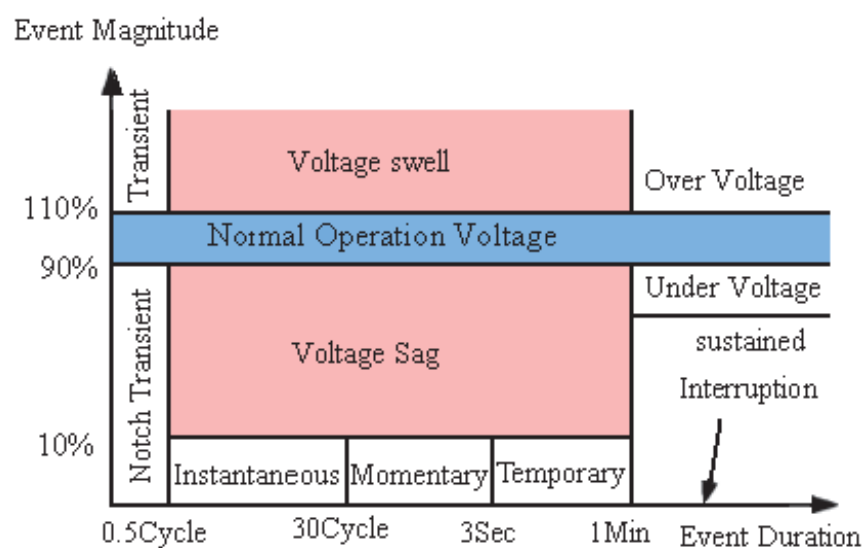 Event Magnitude
Transient
Voltage swell
Over Voltage
110%
Normal Operation Voltage
90%
Under Voltage
Notch Transient
Voltage Sag
sustained
Interruption
10%
Instantaneous
Momentary
Temporary
0.5Cycle
30Cycle
3Sec
1Min
Event Duration